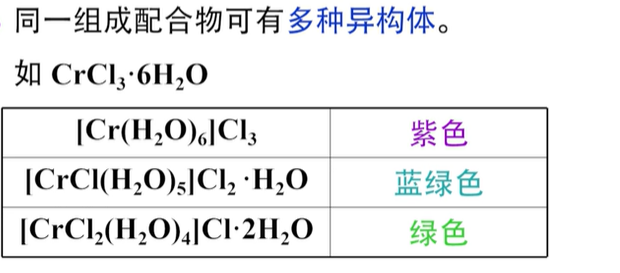 同一组成配合物可有多种异构体。
如 CrCl₃·6H₂O
[Cr(H₂O)₆]Cl₃ 紫色
[CrCl(H₂O)₅]Cl₂·H₂O 蓝绿色
[CrCl₂(H₂O)₄]Cl·2H₂O 绿色